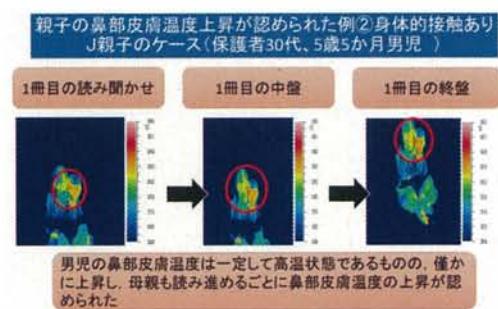 親子の鼻部皮膚温度上昇が認められた例②身体的接触あり
J親子のケース(保護者30代、5歳5か月男児 )
1冊目の読み聞かせ
1冊目の中盤
1冊目の終盤
男児の鼻部皮膚温度は一定して高温状態であるものの, 僅か
に上昇し, 母親も読み進めるごとに鼻部皮膚温度の上昇が認
められた